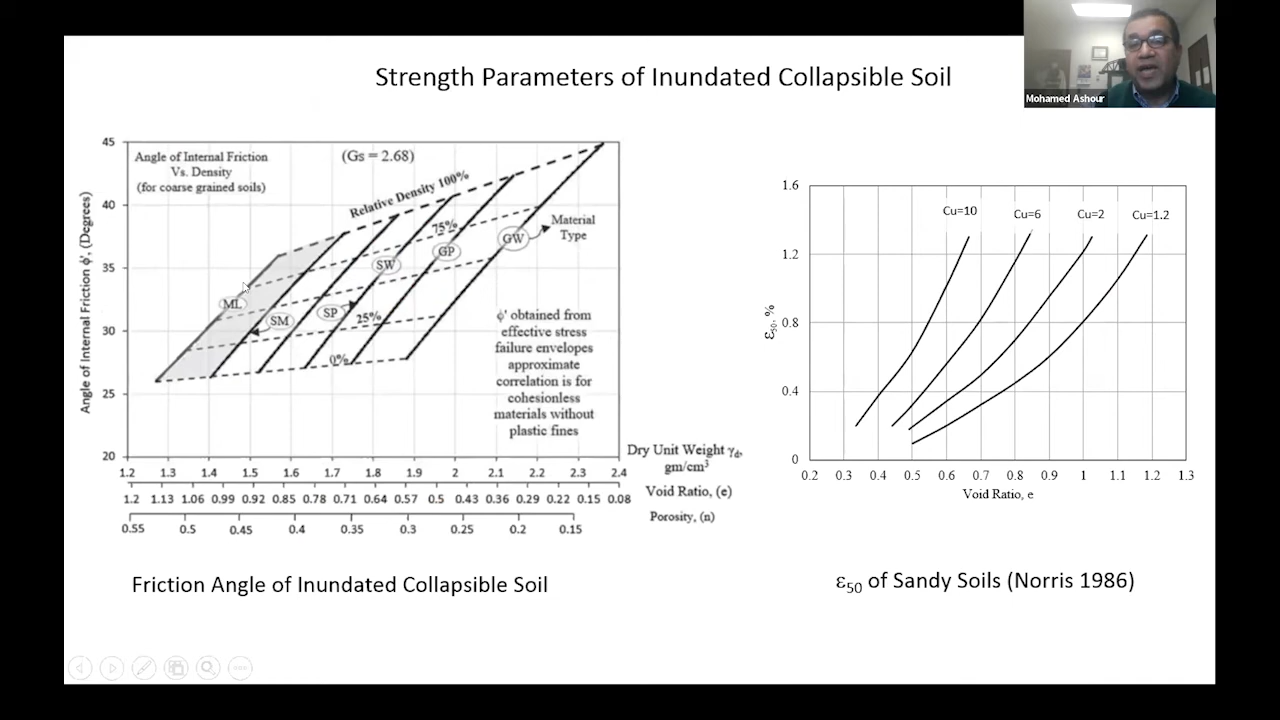 Strength Parameters of Inundated Collapsible Soil
Mohamed Ashour
45
40
35
30
25
20
Angle of Internal Friction ϕ', (Degrees)
Angle of Internal Friction
Vs. Density
(for coarse grained soils)
(Gs = 2.68)
Relative Density 100%
75%
25%
0%
ML
SM
SP
SW
GP
GW
Material
Type
ϕ' obtained from
effective stress
failure envelopes
approximate
correlation is for
cohesionless
materials without
plastic fines
1.2 1.3 1.4 1.5 1.6 1.7 1.8 1.9 2 2.1 2.2 2.3 2.4
Dry Unit Weight γd,
gm/cm³
1.2 1.13 1.06 0.99 0.92 0.85 0.78 0.71 0.64 0.57 0.5 0.43 0.36 0.29 0.22 0.15 0.08
Void Ratio, (e)
0.55 0.5 0.45 0.4 0.35 0.3 0.25 0.2 0.15
Porosity, (n)
Friction Angle of Inundated Collapsible Soil
1.6
1.2
0.8
0.4
0
ε50, %
Cu=10
Cu=6
Cu=2
Cu=1.2
0.2 0.3 0.4 0.5 0.6 0.7 0.8 0.9 1 1.1 1.2 1.3
Void Ratio, e
ε50 of Sandy Soils (Norris 1986)